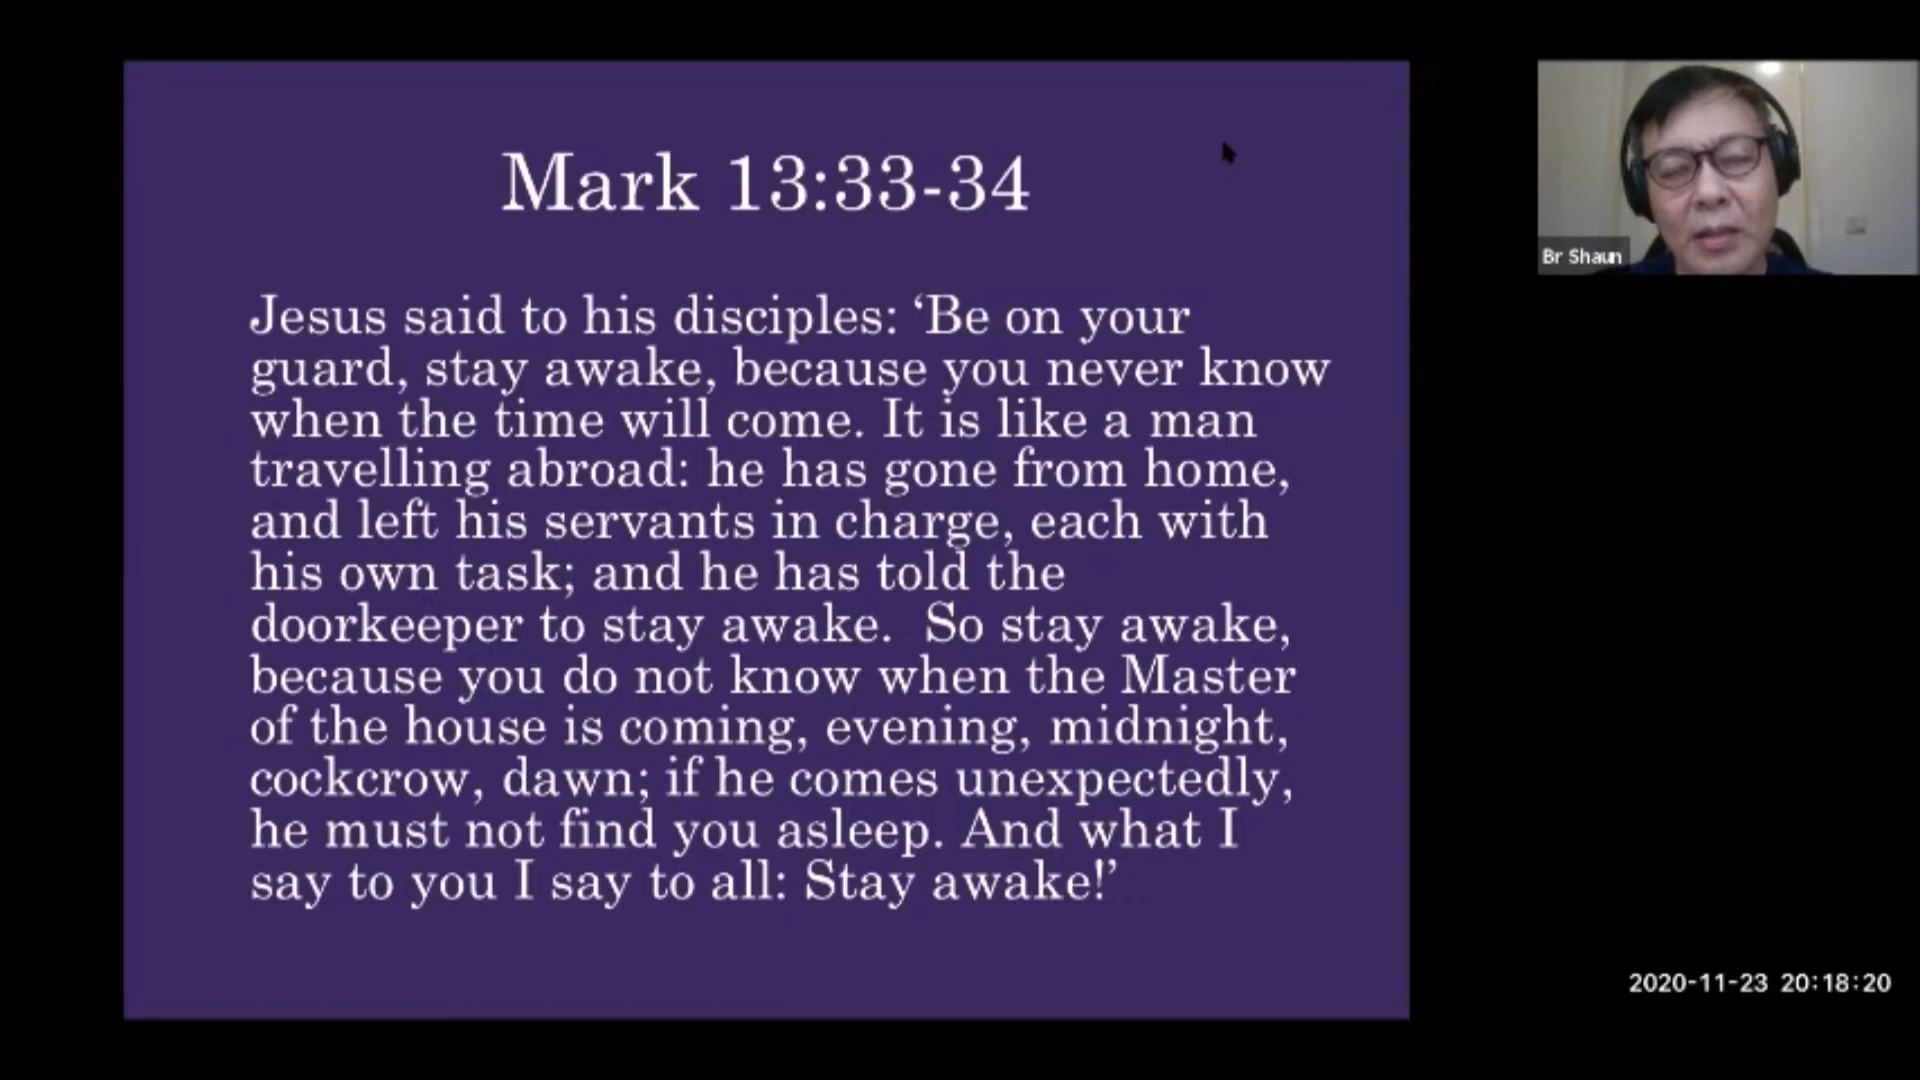 Mark 13:33-34
Jesus said to his disciples: ‘Be on your
guard, stay awake, because you never know
when the time will come. It is like a man
travelling abroad: he has gone from home,
and left his servants in charge, each with
his own task; and he has told the
doorkeeper to stay awake.  So stay awake,
because you do not know when the Master
of the house is coming, evening, midnight,
cockcrow, dawn; if he comes unexpectedly,
he must not find you asleep. And what I
say to you I say to all: Stay awake!’
Br Shaun
2020-11-23 20:18:20